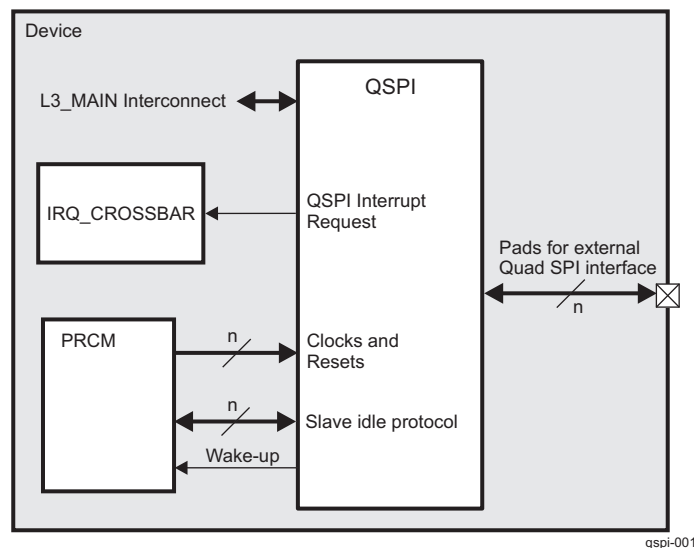 Device
QSPI
L3_MAIN Interconnect
IRQ_CROSSBAR
QSPI Interrupt
Request
Pads for external
Quad SPI interface
n
PRCM
n
Clocks and
Resets
n
Slave idle protocol
Wake-up
qspi-001